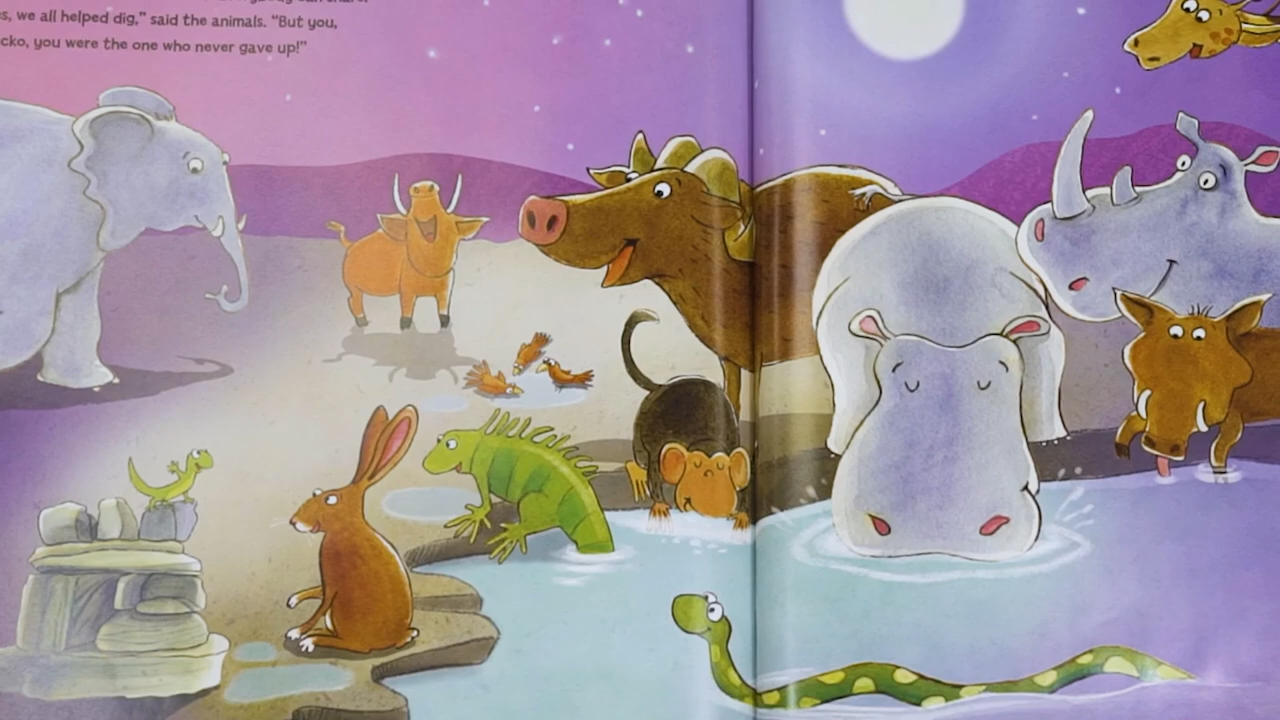 s, we all helped dig,” said the animals. “But you,
cko, you were the one who never gave up!”